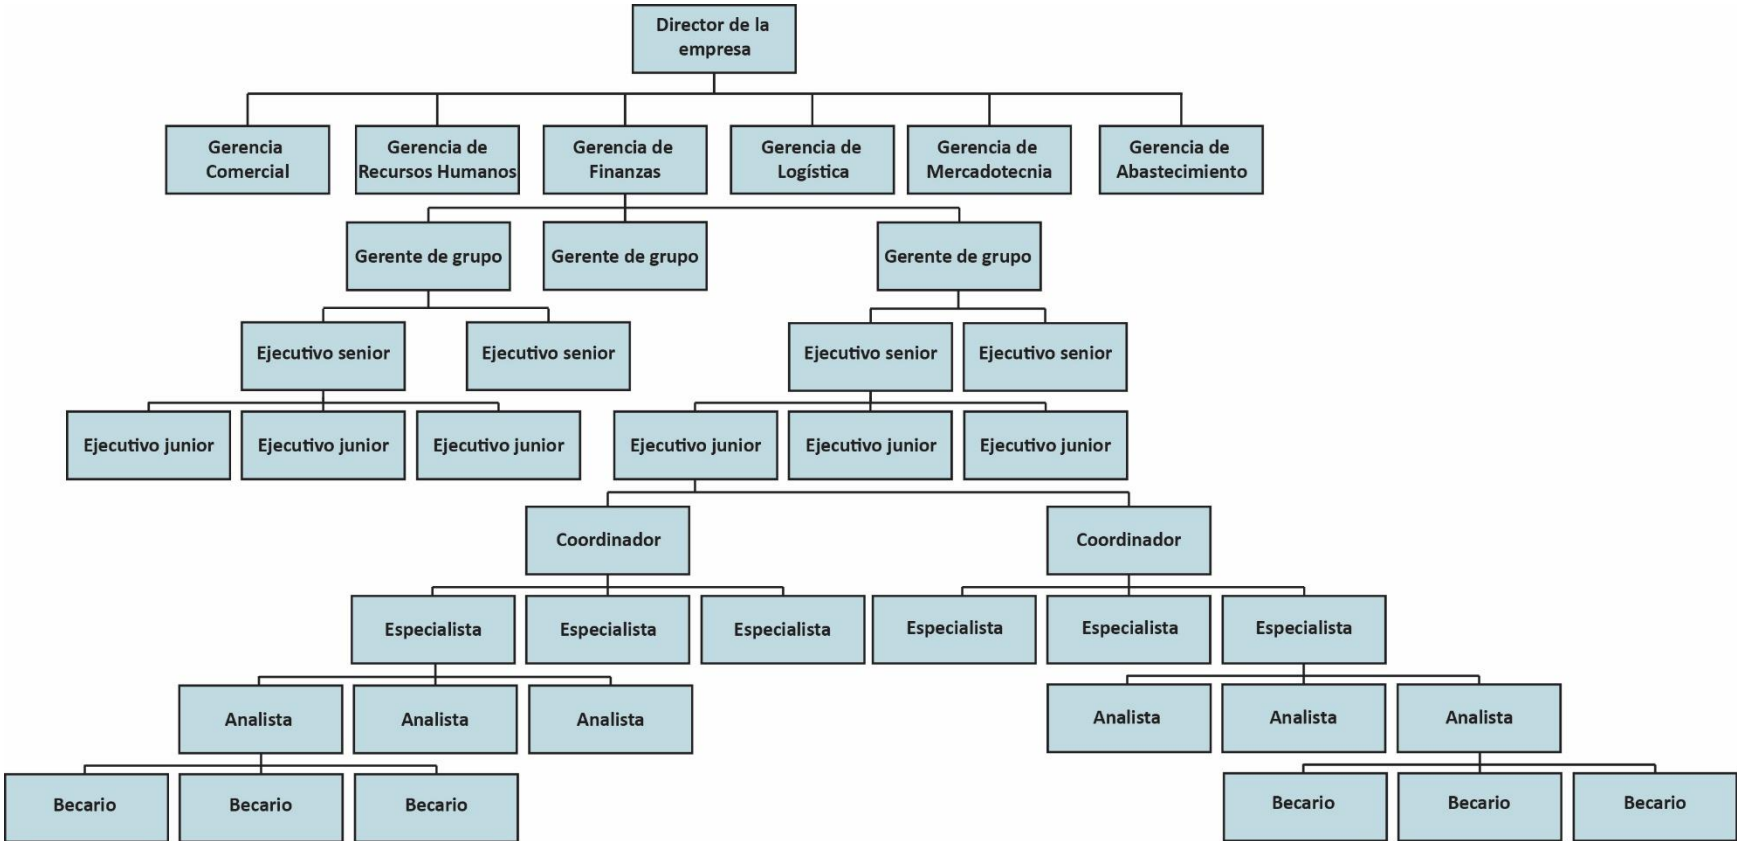 Director de la
empresa
Gerencia
Comercial
Gerencia de
Recursos Humanos
Gerencia de
Finanzas
Gerencia de
Logística
Gerencia de
Mercadotecnia
Gerencia de
Abastecimiento
Gerente de grupo
Gerente de grupo
Gerente de grupo
Ejecutivo senior
Ejecutivo senior
Ejecutivo senior
Ejecutivo senior
Ejecutivo junior
Ejecutivo junior
Ejecutivo junior
Ejecutivo junior
Ejecutivo junior
Ejecutivo junior
Coordinador
Coordinador
Especialista
Especialista
Especialista
Especialista
Especialista
Especialista
Analista
Analista
Analista
Analista
Analista
Analista
Becario
Becario
Becario
Becario
Becario
Becario